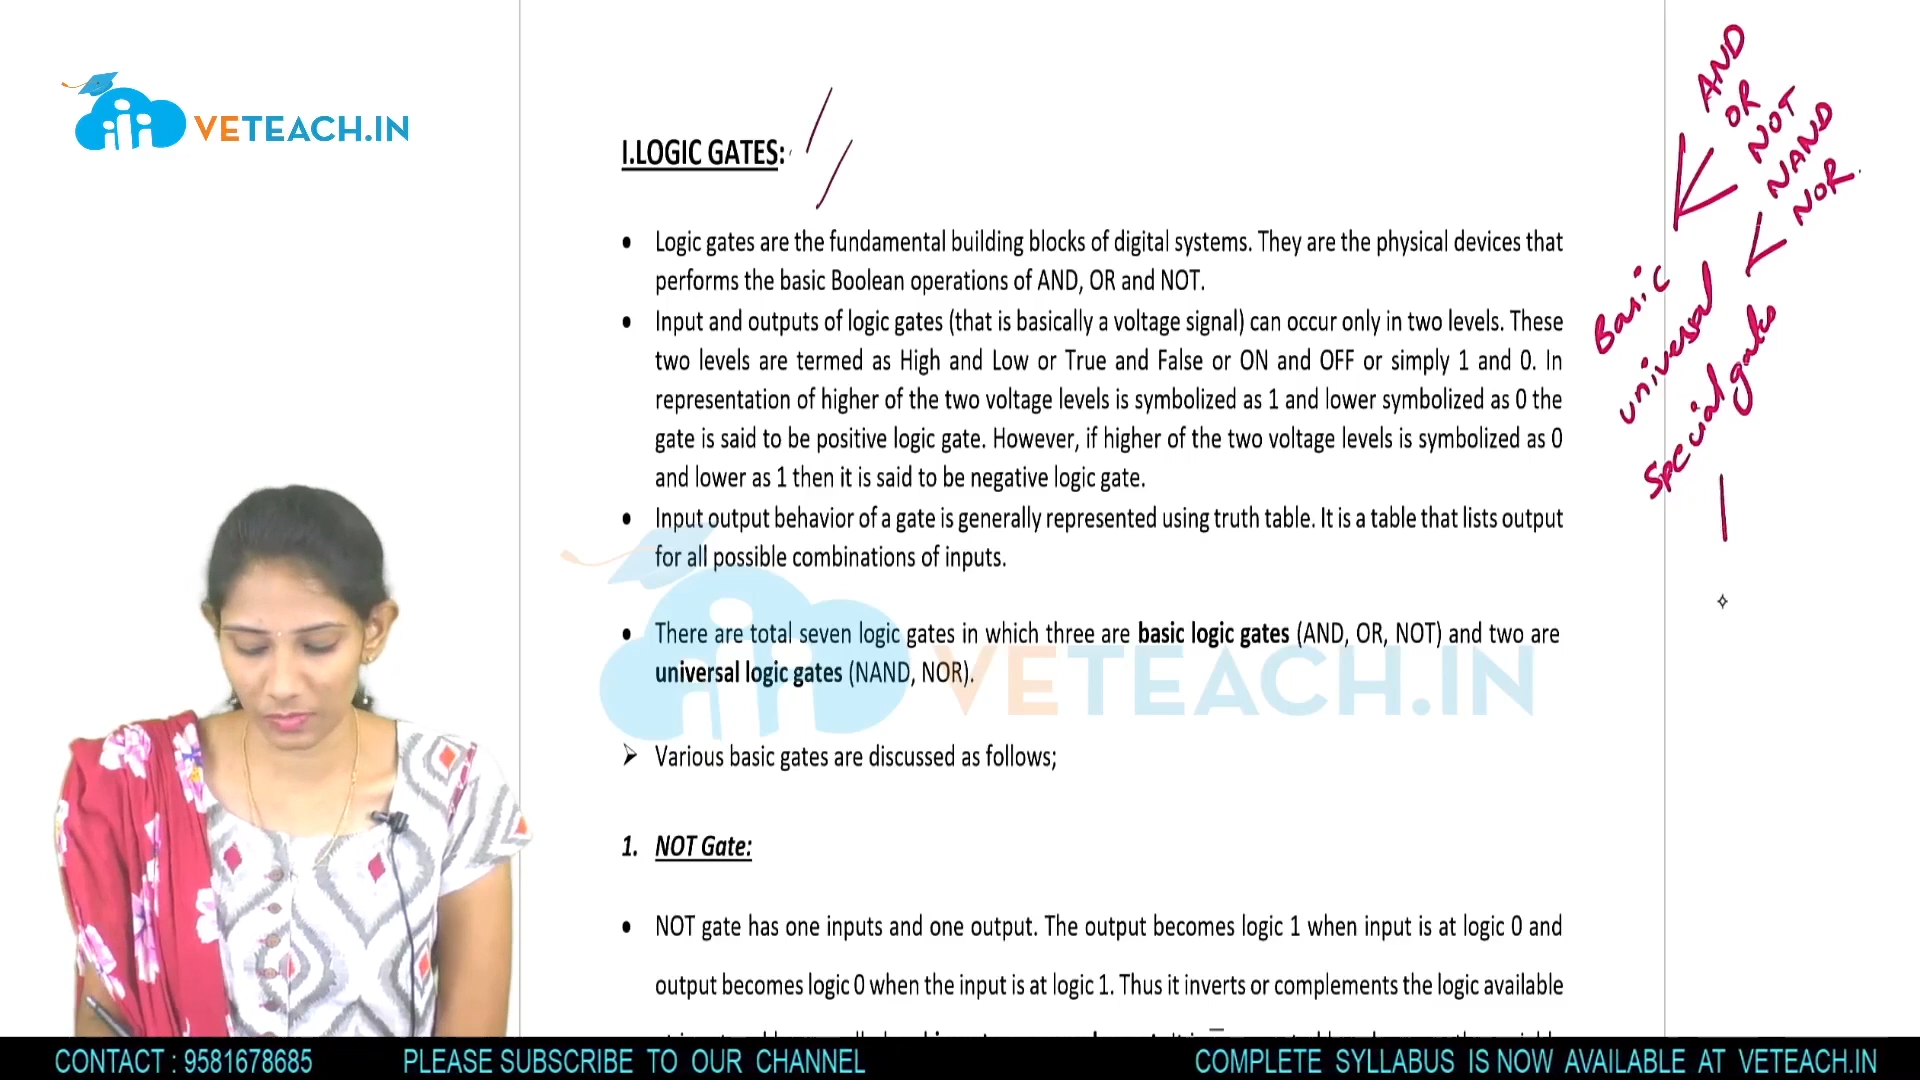 VETEACH.IN
I.LOGIC GATES:
• Logic gates are the fundamental building blocks of digital systems. They are the physical devices that
performs the basic Boolean operations of AND, OR and NOT.
• Input and outputs of logic gates (that is basically a voltage signal) can occur only in two levels. These
two levels are termed as High and Low or True and False or ON and OFF or simply 1 and 0. In
representation of higher of the two voltage levels is symbolized as 1 and lower symbolized as 0 the
gate is said to be positive logic gate. However, if higher of the two voltage levels is symbolized as 0
and lower as 1 then it is said to be negative logic gate.
• Input output behavior of a gate is generally represented using truth table. It is a table that lists output
for all possible combinations of inputs.
• There are total seven logic gates in which three are basic logic gates (AND, OR, NOT) and two are
universal logic gates (NAND, NOR).
VETEACH.IN
➢ Various basic gates are discussed as follows;
1. NOT Gate:
• NOT gate has one inputs and one output. The output becomes logic 1 when input is at logic 0 and
output becomes logic 0 when the input is at logic 1. Thus it inverts or complements the logic available
AND
OR
NOT
NAND
NOR
Basic
universal
special gates
CONTACT : 9581678685 PLEASE SUBSCRIBE TO OUR CHANNEL COMPLETE SYLLABUS IS NOW AVAILABLE AT VETEACH.IN